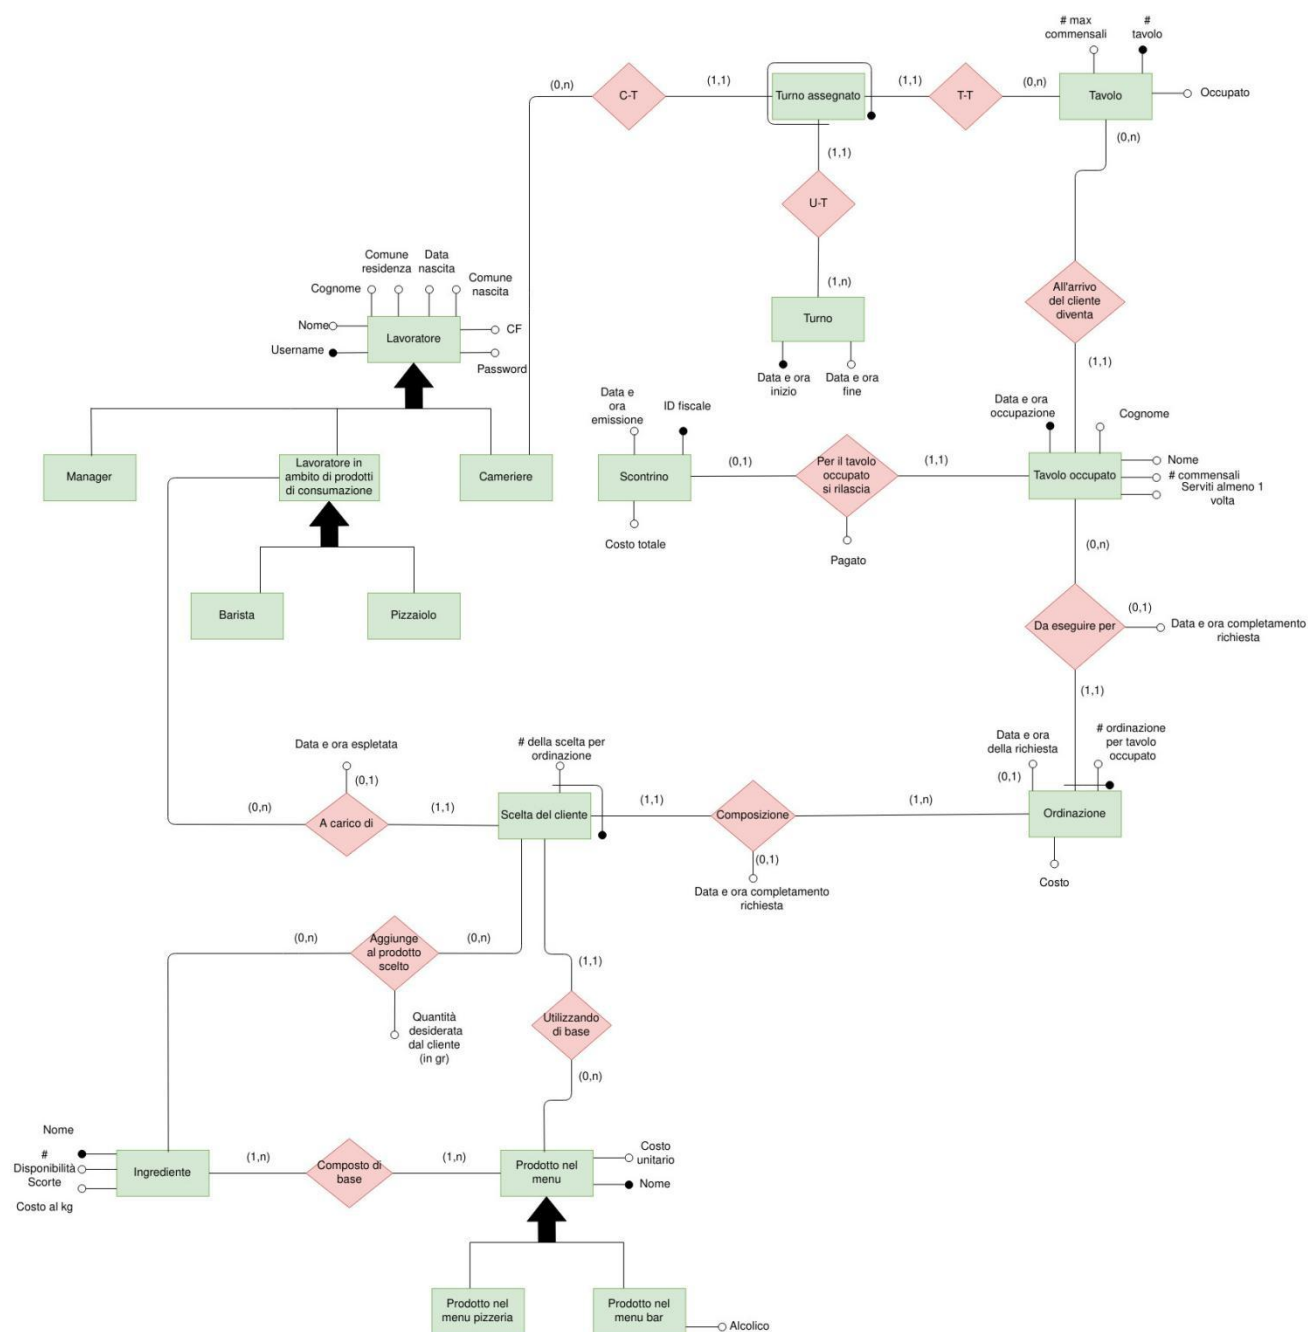 # max
commensali
#
tavolo
(0,n)
C-T
(1,1)
Turno assegnato
(1,1)
T-T
(0,n)
Tavolo
Occupato
(1,1)
(0,n)
U-T
Comune
residenza
Data
nascita
Cognome
Comune
nascita
(1,n)
All'arrivo
del cliente
diventa
Nome
Lavoratore
CF
Turno
Username
Password
Data e ora
inizio
Data e ora
fine
(1,1)
Data e
ora
emissione
ID fiscale
Data e ora
occupazione
Cognome
Manager
Lavoratore in
ambito di prodotti
di consumazione
Cameriere
Scontrino
(0,1)
Per il tavolo
occupato
si rilascia
(1,1)
Tavolo occupato
Nome
# commensali
Serviti almeno 1
volta
Costo totale
Pagato
(0,n)
Barista
Pizzaiolo
Da eseguire per
(0,1)
Data e ora completamento
richiesta
(1,1)
Data e ora espletata
(0,1)
# della scelta per
ordinazione
Data e ora
della richiesta
(0,1)
# ordinazione
per tavolo
occupato
(0,n)
A carico di
(1,1)
Scelta del cliente
(1,1)
Composizione
(1,n)
Ordinazione
(0,1)
Data e ora completamento
richiesta
Costo
(0,n)
Aggiunge
al prodotto
scelto
(0,n)
(1,1)
Quantità
desiderata
dal cliente
(in gr)
Utilizzando
di base
(0,n)
Nome
#
Disponibilità
Scorte
Costo al kg
Ingrediente
(1,n)
Composto di
base
(1,n)
Prodotto nel
menu
Costo
unitario
Nome
Prodotto nel
menu pizzeria
Prodotto nel
menu bar
Alcolico